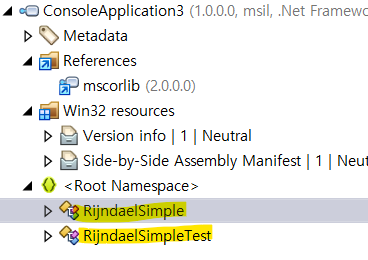 ConsoleApplication3 (1.0.0.0, msil, .Net Framewo
Metadata
References
mscorlib (2.0.0.0)
Win32 resources
Version info | 1 | Neutral
Side-by-Side Assembly Manifest | 1 | Neut
<Root Namespace>
RijndaelSimple
RijndaelSimpleTest